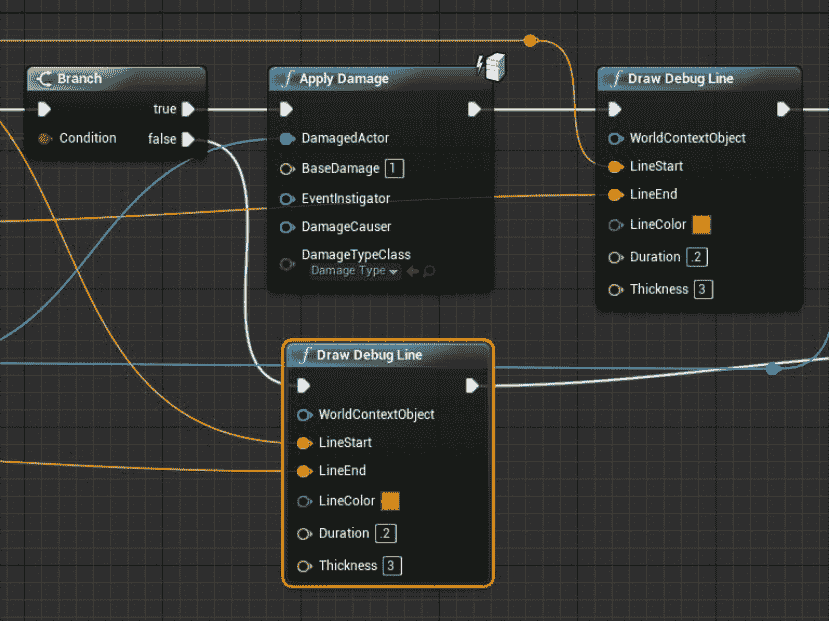 Branch
true
Condition
false
f Apply Damage
DamagedActor
BaseDamage 1
EventInstigator
DamageCauser
DamageTypeClass
Damage Type
f Draw Debug Line
WorldContextObject
LineStart
LineEnd
LineColor
Duration .2
Thickness 3
f Draw Debug Line
WorldContextObject
LineStart
LineEnd
LineColor
Duration .2
Thickness 3